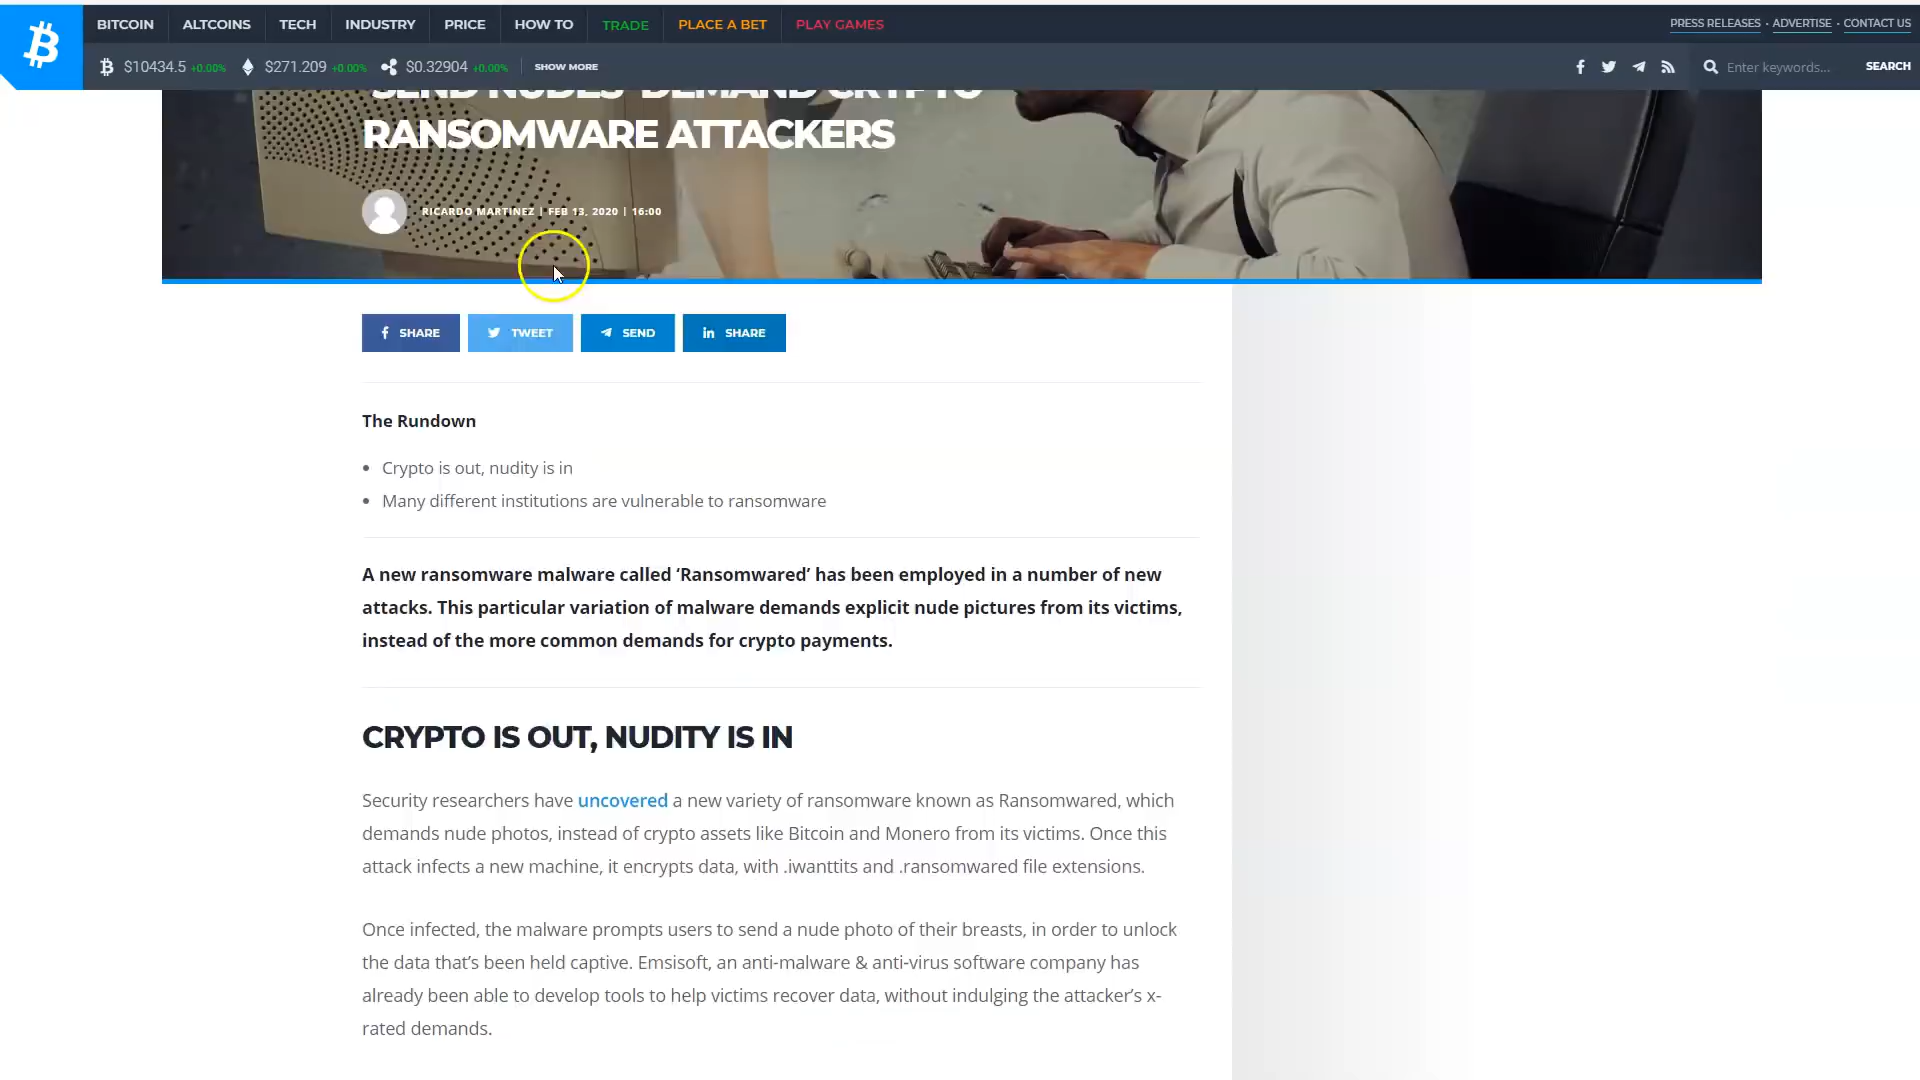 BITCOIN ALTCOINS TECH INDUSTRY PRICE HOW TO TRADE PLACE A BET PLAY GAMES PRESS RELEASES · ADVERTISE · CONTACT US
$10434.5 +0.00% $271.209 +0.00% $0.32904 +0.00% SHOW MORE Enter keywords... SEARCH
'SEND NUDES' DEMAND CRYPTO
RANSOMWARE ATTACKERS
RICARDO MARTINEZ | FEB 13, 2020 | 16:00
SHARE TWEET SEND SHARE
The Rundown
• Crypto is out, nudity is in
• Many different institutions are vulnerable to ransomware
A new ransomware malware called ‘Ransomwared’ has been employed in a number of new
attacks. This particular variation of malware demands explicit nude pictures from its victims,
instead of the more common demands for crypto payments.
CRYPTO IS OUT, NUDITY IS IN
Security researchers have uncovered a new variety of ransomware known as Ransomwared, which
demands nude photos, instead of crypto assets like Bitcoin and Monero from its victims. Once this
attack infects a new machine, it encrypts data, with .iwanttits and .ransomwared file extensions.
Once infected, the malware prompts users to send a nude photo of their breasts, in order to unlock
the data that’s been held captive. Emsisoft, an anti-malware & anti-virus software company has
already been able to develop tools to help victims recover data, without indulging the attacker’s x-
rated demands.